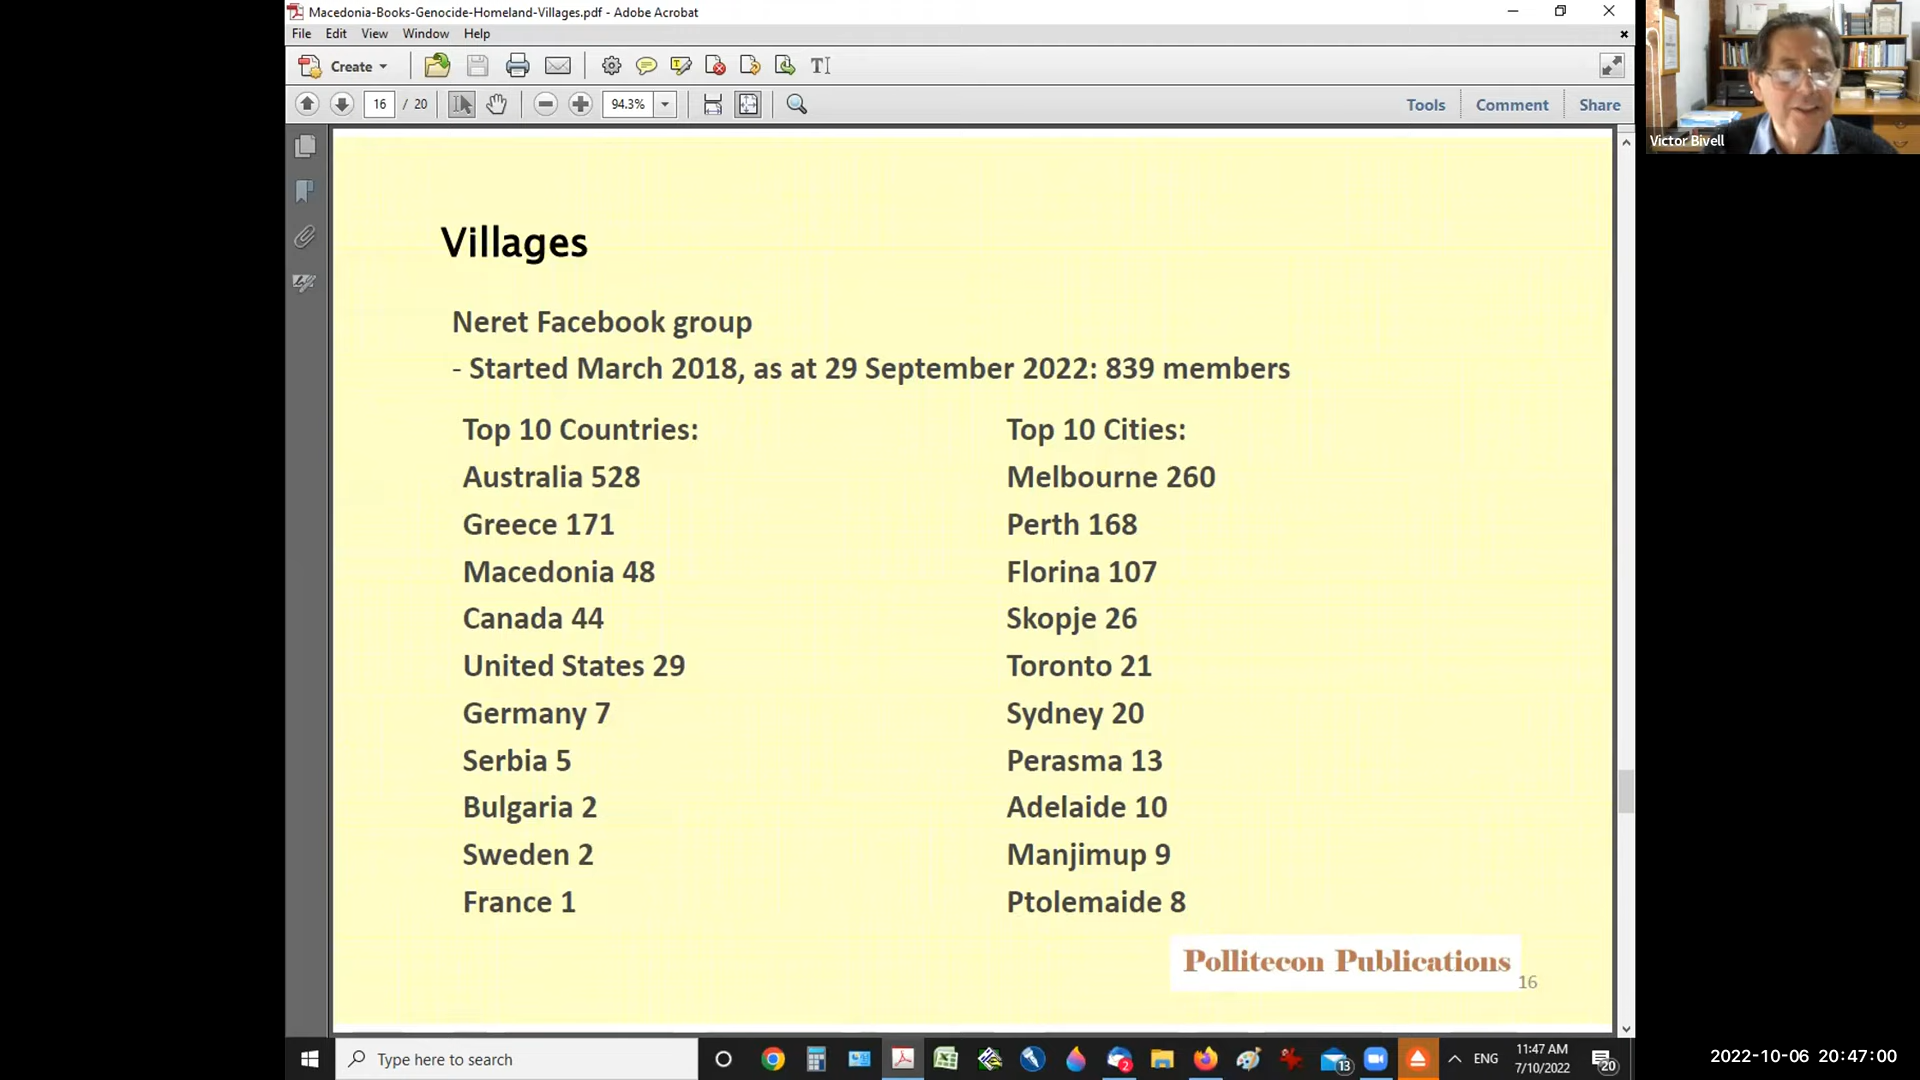 Macedonia-Books-Genocide-Homeland-Villages.pdf - Adobe Acrobat
File Edit View Window Help
Create
16 / 20 94.3% Tools Comment Share
Victor Bivell
Villages
Neret Facebook group
- Started March 2018, as at 29 September 2022: 839 members
Top 10 Countries:
Australia 528
Greece 171
Macedonia 48
Canada 44
United States 29
Germany 7
Serbia 5
Bulgaria 2
Sweden 2
France 1
Top 10 Cities:
Melbourne 260
Perth 168
Florina 107
Skopje 26
Toronto 21
Sydney 20
Perasma 13
Adelaide 10
Manjimup 9
Ptolemaide 8
Pollitecon Publications
16
Type here to search
2
13
ENG
11:47 AM
7/10/2022
20
2022-10-06 20:47:00